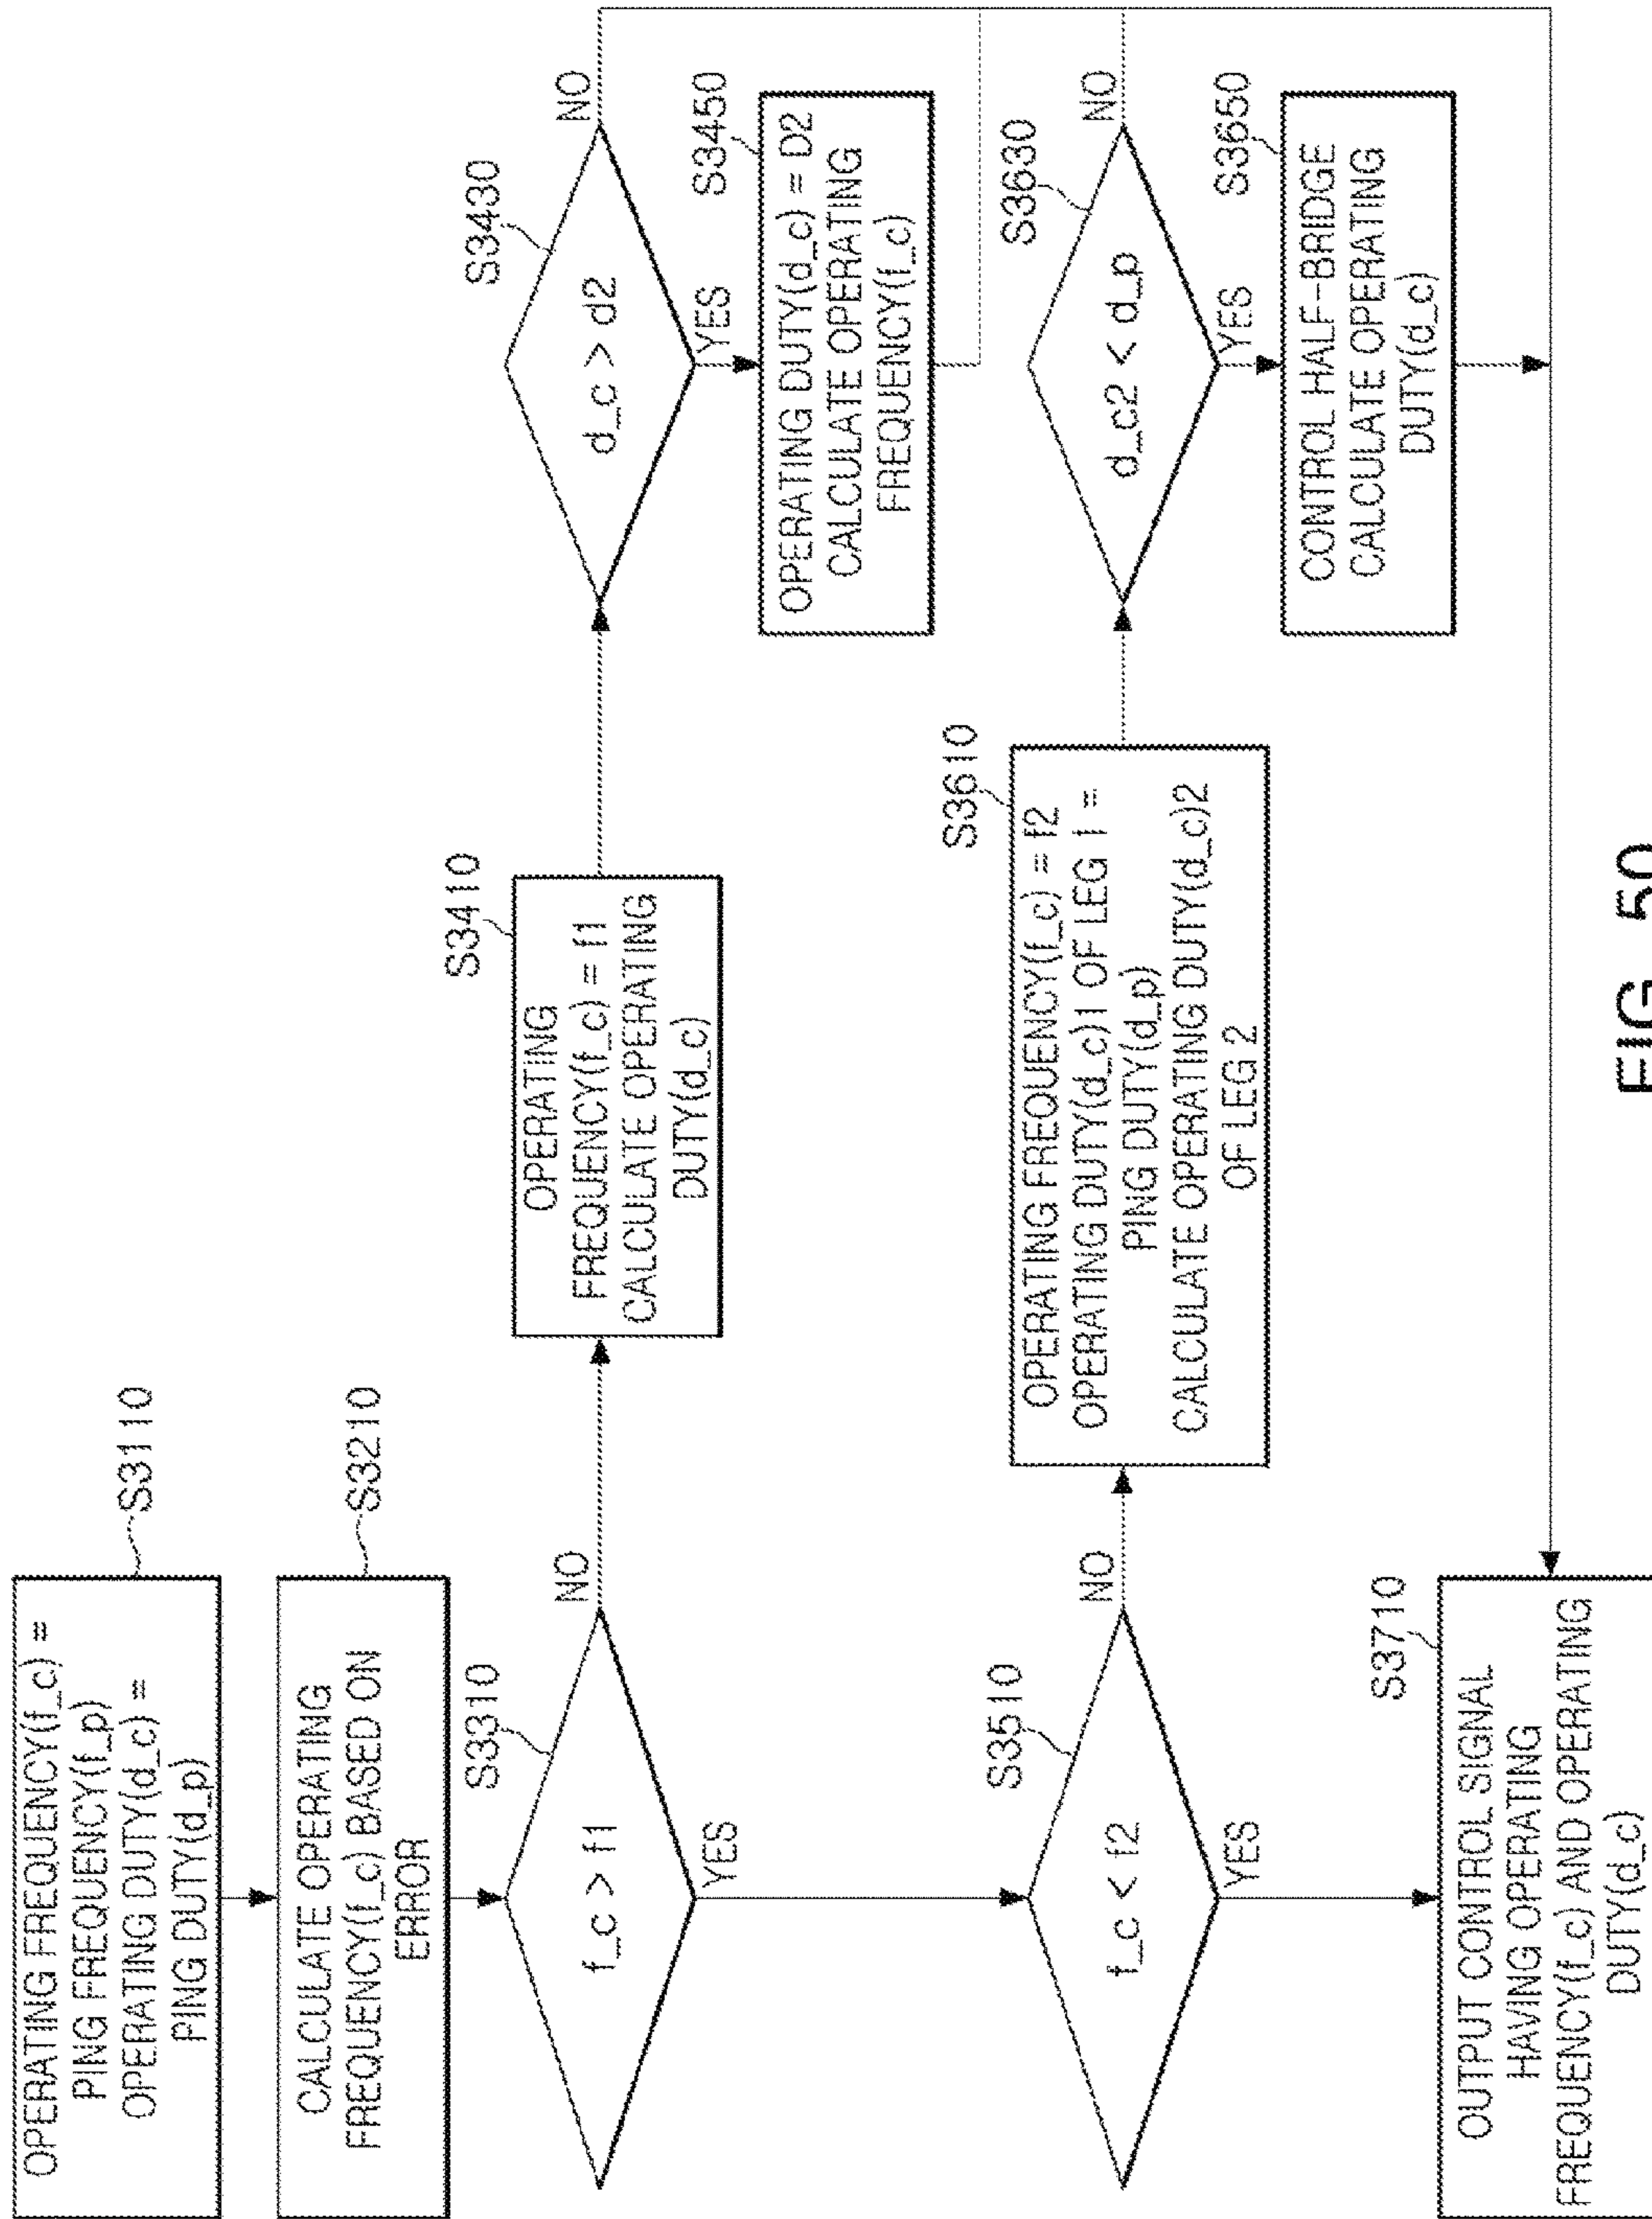 OPERATING FREQUENCY(f_c) =
PING FREQUENCY(f_p)
OPERATING DUTY(d_c) =
PING DUTY(d_p)
S3110
CALCULATE OPERATING
FREQUENCY(f_c) BASED ON
ERROR
S3210
f_c > f1
S3310
NO
YES
OPERATING
FREQUENCY(f_c) = f1
CALCULATE OPERATING
DUTY(d_c)
S3410
d_c > d2
S3430
NO
YES
OPERATING DUTY(d_c) = D2
CALCULATE OPERATING
FREQUENCY(f_c)
S3450
f_c < f2
S3510
NO
YES
OPERATING FREQUENCY(f_c) = f2
OPERATING DUTY(d_c)1 OF LEG 1 =
PING DUTY(d_p)
CALCULATE OPERATING DUTY(d_c)2
OF LEG 2
S3610
d_c2 < d_p
S3630
NO
YES
CONTROL HALF-BRIDGE
CALCULATE OPERATING
DUTY(d_c)
S3650
OUTPUT CONTROL SIGNAL
HAVING OPERATING
FREQUENCY(f_c) AND OPERATING
DUTY(d_c)
S3710
FIG. 50